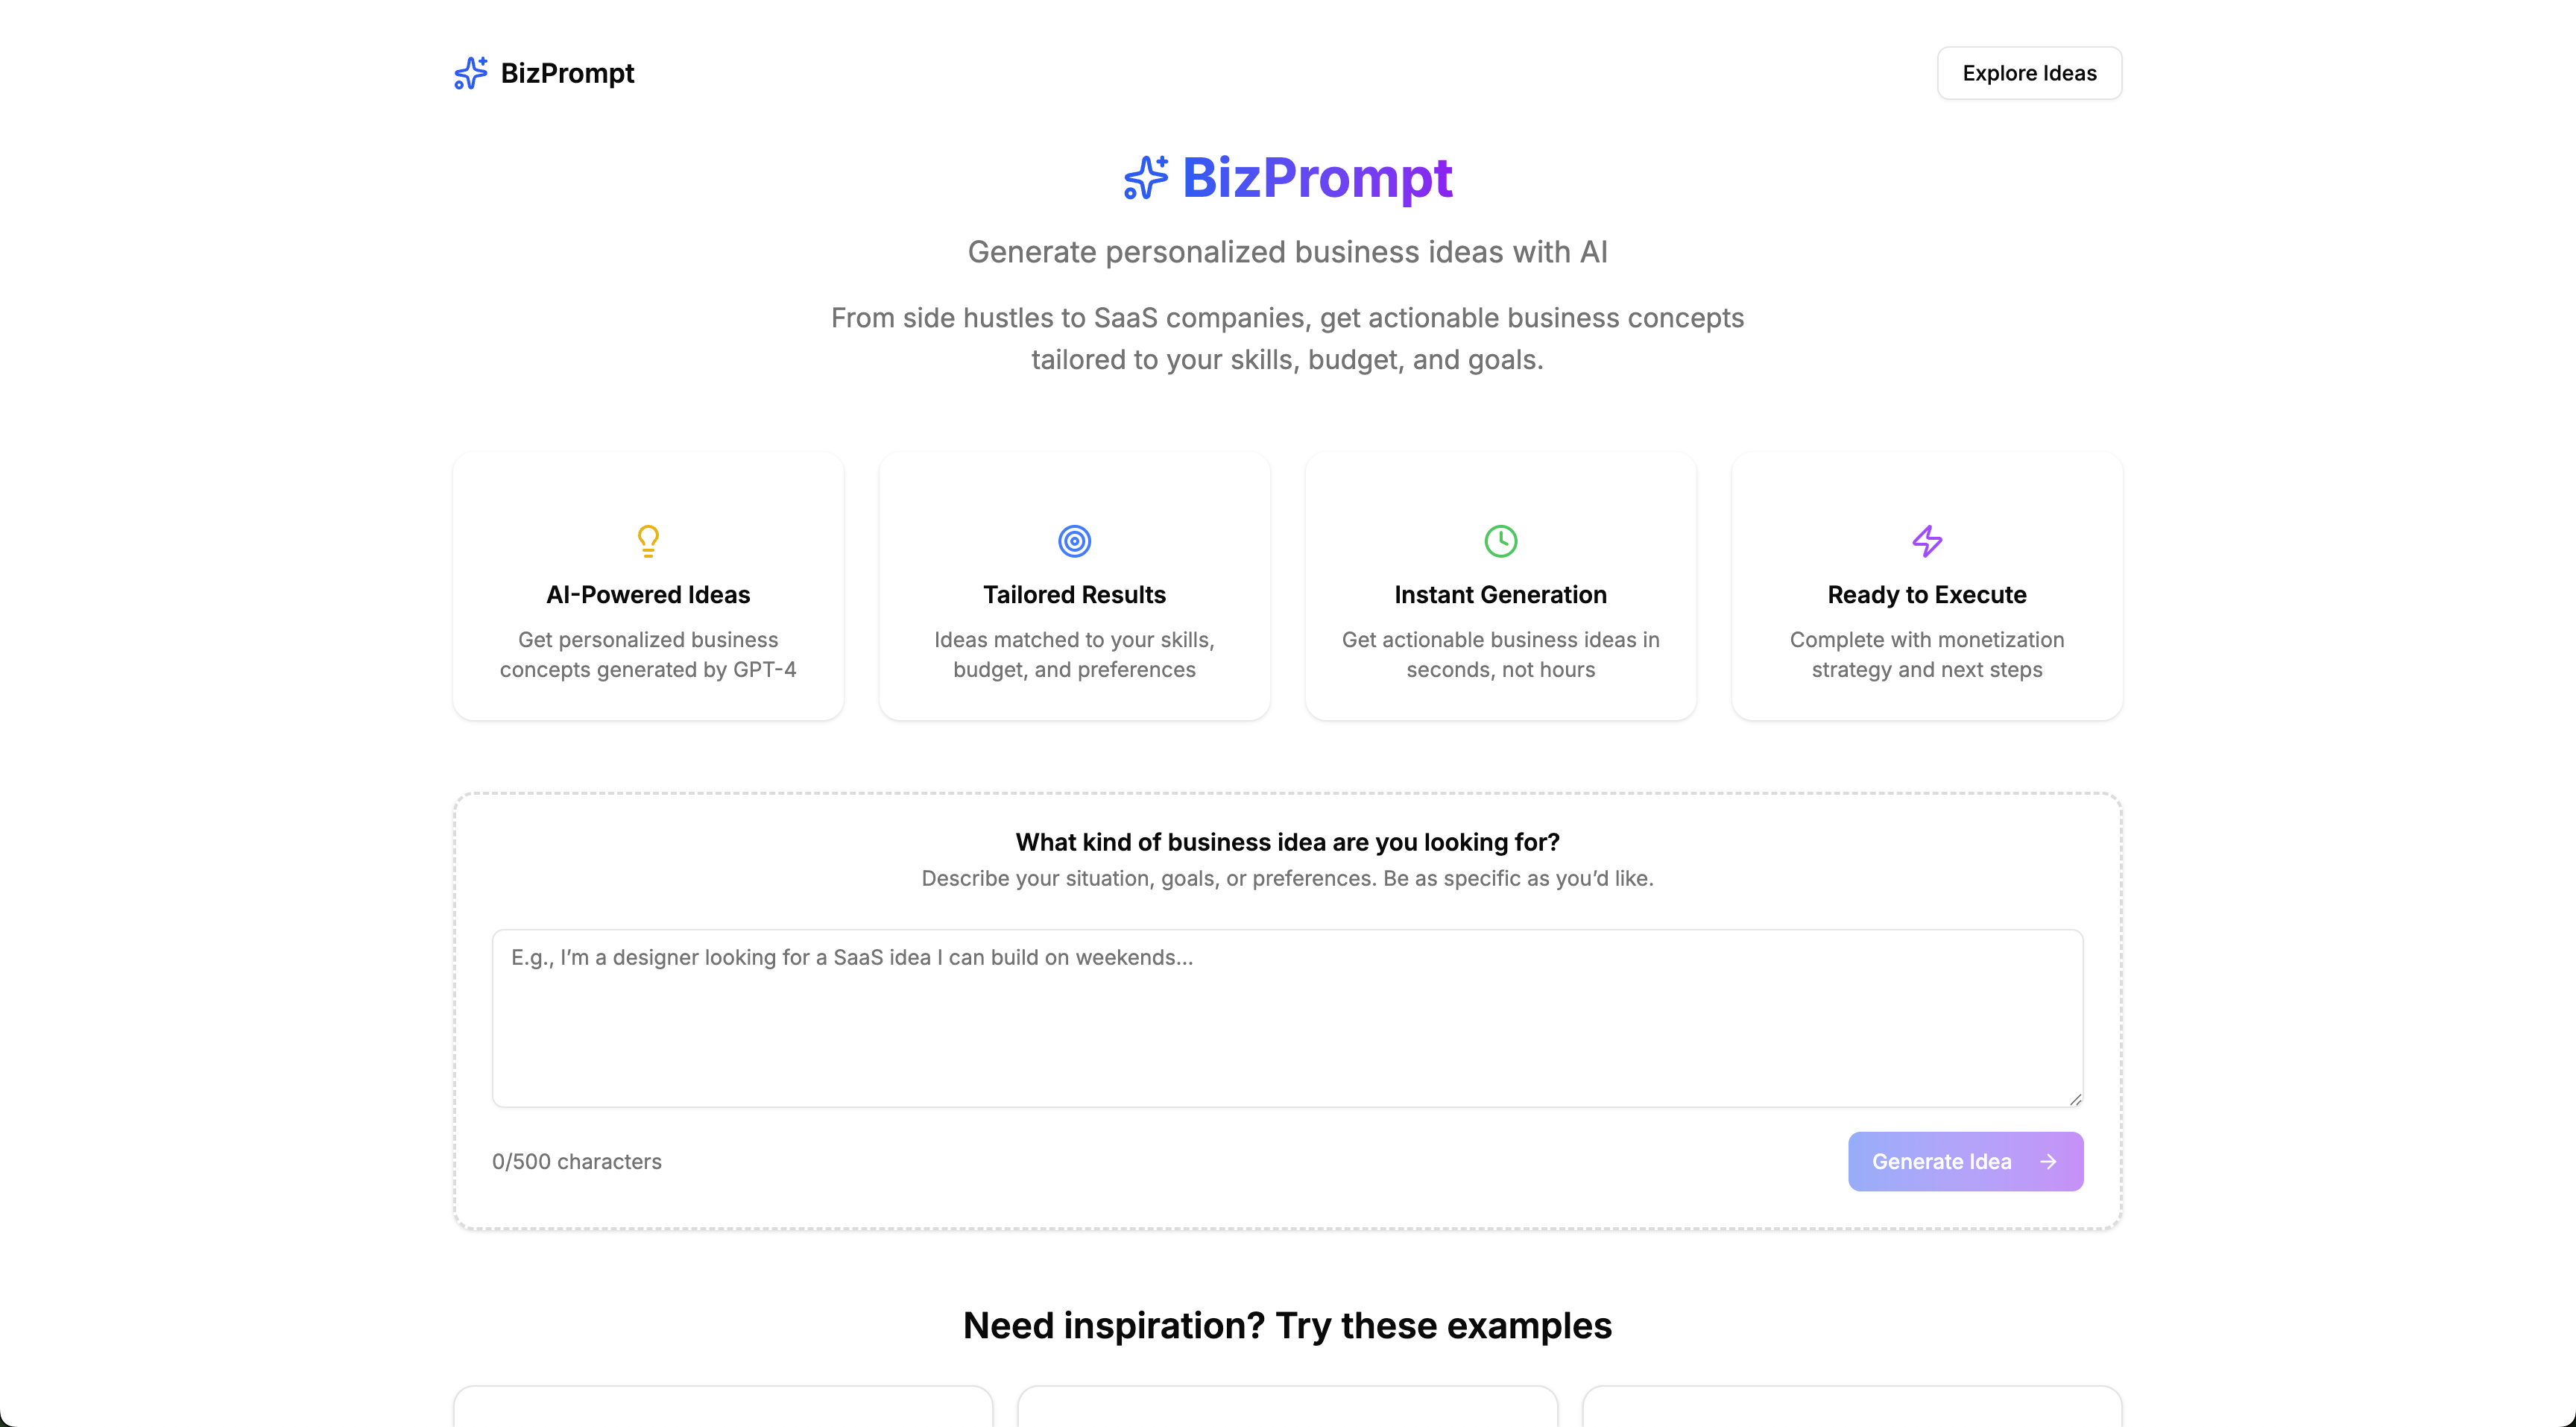 BizPrompt
Explore Ideas
BizPrompt
Generate personalized business ideas with AI
From side hustles to SaaS companies, get actionable business concepts
tailored to your skills, budget, and goals.
AI-Powered Ideas
Get personalized business
concepts generated by GPT-4
Tailored Results
Ideas matched to your skills,
budget, and preferences
Instant Generation
Get actionable business ideas in
seconds, not hours
Ready to Execute
Complete with monetization
strategy and next steps
What kind of business idea are you looking for?
Describe your situation, goals, or preferences. Be as specific as you’d like.
E.g., I’m a designer looking for a SaaS idea I can build on weekends...
0/500 characters
Generate Idea
Need inspiration? Try these examples